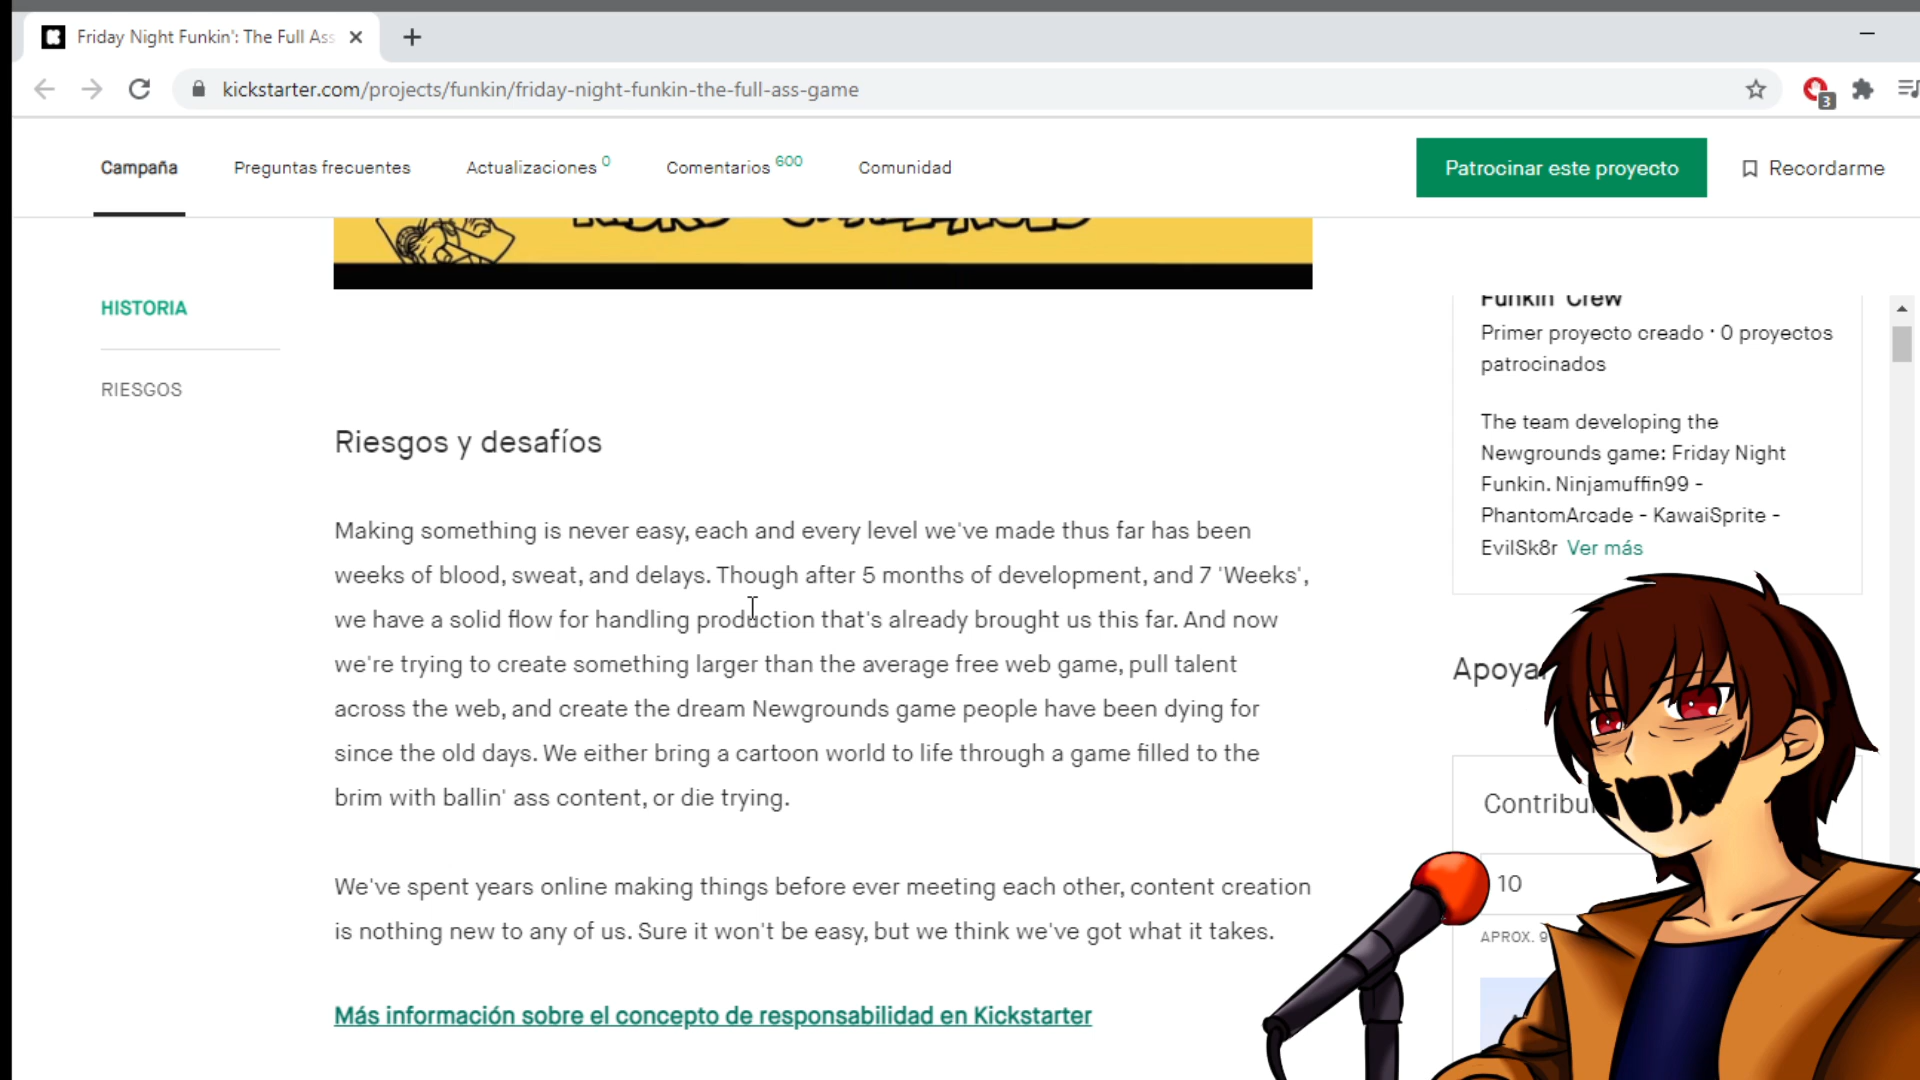 Friday Night Funkin': The Full Ass
kickstarter.com/projects/funkin/friday-night-funkin-the-full-ass-game
3
Campaña
Preguntas frecuentes
Actualizaciones 0
Comentarios 600
Comunidad
Patrocinar este proyecto
Recordarme
HISTORIA
RIESGOS
Riesgos y desafíos
Making something is never easy, each and every level we've made thus far has been
weeks of blood, sweat, and delays. Though after 5 months of development, and 7 'Weeks',
we have a solid flow for handling production that's already brought us this far. And now
we're trying to create something larger than the average free web game, pull talent
across the web, and create the dream Newgrounds game people have been dying for
since the old days. We either bring a cartoon world to life through a game filled to the
brim with ballin' ass content, or die trying.
We've spent years online making things before ever meeting each other, content creation
is nothing new to any of us. Sure it won't be easy, but we think we've got what it takes.
Más información sobre el concepto de responsabilidad en Kickstarter
Funkin' Crew
Primer proyecto creado · 0 proyectos
patrocinados
The team developing the
Newgrounds game: Friday Night
Funkin. Ninjamuffin99 -
PhantomArcade - KawaiSprite -
EvilSk8r Ver más
Apoya
Contribu
10
APROX. 9